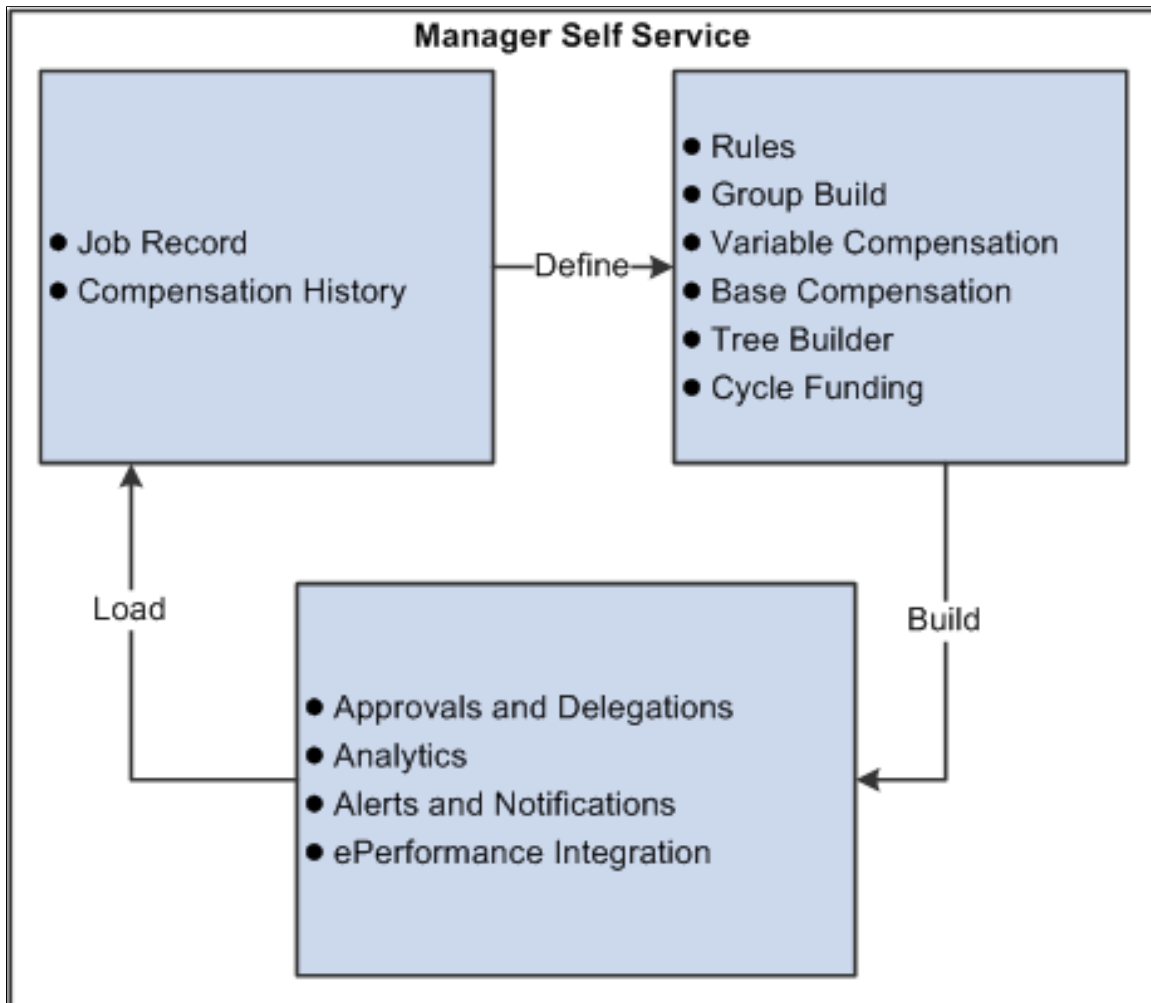 Manager Self Service
● Job Record
● Compensation History
Define
● Rules
● Group Build
● Variable Compensation
● Base Compensation
● Tree Builder
● Cycle Funding
Build
● Approvals and Delegations
● Analytics
● Alerts and Notifications
● ePerformance Integration
Load